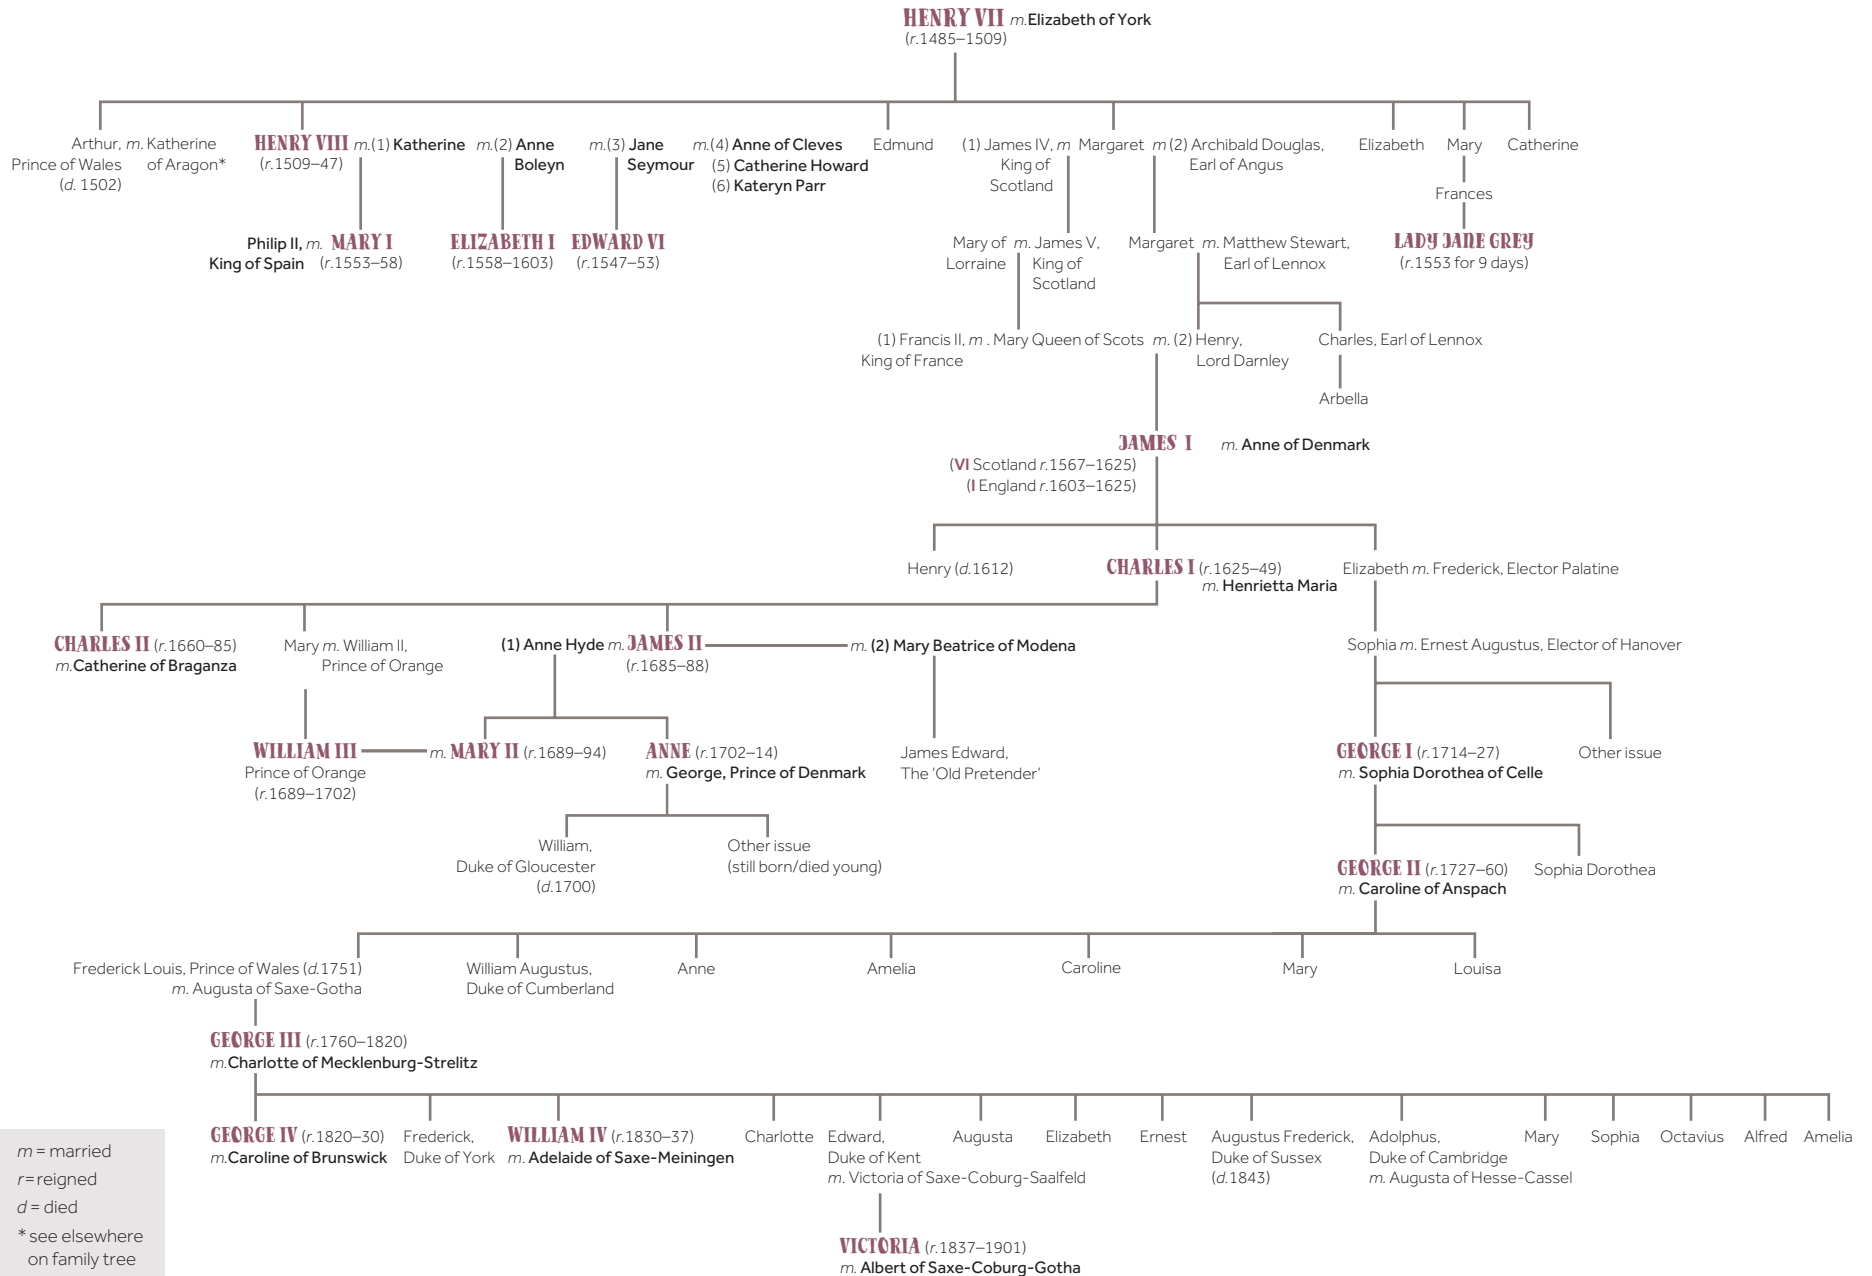 HENRY VII m.Elizabeth of York
(r.1485–1509)
Arthur, m. Katherine
Prince of Wales of Aragon*
(d. 1502)
HENRY VIII m.(1) Katherine m.(2) Anne
(r.1509–47) Boleyn
m.(3) Jane
Seymour
m.(4) Anne of Cleves
(5) Catherine Howard
(6) Kateryn Parr
Edmund
(1) James IV, m Margaret m (2) Archibald Douglas,
King of Earl of Angus
Scotland
Elizabeth
Mary
Catherine
Frances
Philip II, m. MARY I
King of Spain (r.1553–58)
ELIZABETH I
(r.1558–1603)
EDWARD VI
(r.1547–53)
Mary of m. James V,
Lorraine King of
Scotland
Margaret m. Matthew Stewart,
Earl of Lennox
LADY JANE GREY
(r.1553 for 9 days)
(1) Francis II, m . Mary Queen of Scots m. (2) Henry,
King of France Lord Darnley
Charles, Earl of Lennox
Arbella
JAMES I m. Anne of Denmark
(VI Scotland r.1567–1625)
(I England r.1603–1625)
Henry (d.1612)
CHARLES I (r.1625–49)
m. Henrietta Maria
Elizabeth m. Frederick, Elector Palatine
CHARLES II (r.1660–85)
m.Catherine of Braganza
Mary m. William II,
Prince of Orange
(1) Anne Hyde m. JAMES II m. (2) Mary Beatrice of Modena
(r.1685–88)
Sophia m. Ernest Augustus, Elector of Hanover
WILLIAM III m. MARY II (r.1689–94)
Prince of Orange
(r.1689–1702)
ANNE (r.1702–14)
m. George, Prince of Denmark
James Edward,
The ‘Old Pretender’
GEORGE I (r.1714–27)
m. Sophia Dorothea of Celle
Other issue
William,
Duke of Gloucester
(d.1700)
Other issue
(still born/died young)
GEORGE II (r.1727–60)
m. Caroline of Anspach
Sophia Dorothea
Frederick Louis, Prince of Wales (d.1751)
m. Augusta of Saxe-Gotha
William Augustus,
Duke of Cumberland
Anne
Amelia
Caroline
Mary
Louisa
GEORGE III (r.1760–1820)
m.Charlotte of Mecklenburg-Strelitz
GEORGE IV (r.1820–30)
m.Caroline of Brunswick
Frederick,
Duke of York
WILLIAM IV (r.1830–37)
m. Adelaide of Saxe-Meiningen
Charlotte
Edward,
Duke of Kent
m. Victoria of Saxe-Coburg-Saalfeld
Augusta
Elizabeth
Ernest
Augustus Frederick,
Duke of Sussex
(d.1843)
Adolphus,
Duke of Cambridge
m. Augusta of Hesse-Cassel
Mary
Sophia
Octavius
Alfred
Amelia
VICTORIA (r.1837–1901)
m. Albert of Saxe-Coburg-Gotha
m = married
r = reigned
d = died
* see elsewhere
on family tree